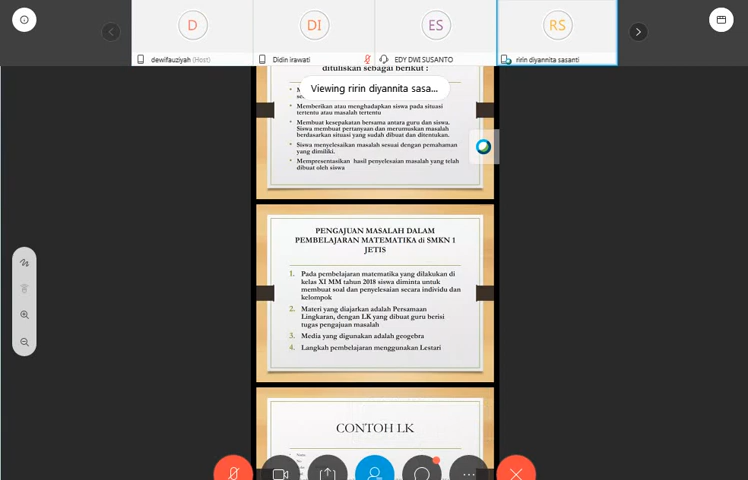 D
DI
ES
RS
dewifauziyah (Host)
Didin irawati
EDY DWI SUSANTO
ririn diyannita sasanti
dituliskan sebagai berikut :
Viewing ririn diyannita sasa...
Memberikan atau menghadapkan siswa pada situasi
tertentu atau masalah tertentu
Membuat kesepakatan bersama antara guru dan siswa.
Siswa membuat pertanyaan dan merumuskan masalah
berdasarkan situasi yang sudah dibuat dan ditentukan.
Siswa menyelesaikan masalah sesuai dengan pemahaman
yang dimiliki.
Mempresentasikan hasil penyelesaian masalah yang telah
dibuat oleh siswa
PENGAJUAN MASALAH DALAM
PEMBELAJARAN MATEMATIKA di SMKN 1
JETIS
1. Pada pembelajaran matematika yang dilakukan di
kelas XI MM tahun 2018 siswa diminta untuk
membuat soal dan penyelesaian secara individu dan
kelompok
2. Materi yang diajarkan adalah Persamaan
Lingkaran, dengan LK yang dibuat guru berisi
tugas pengajuan masalah
3. Media yang digunakan adalah geogebra
4. Langkah pembelajaran menggunakan Lestari
CONTOH LK